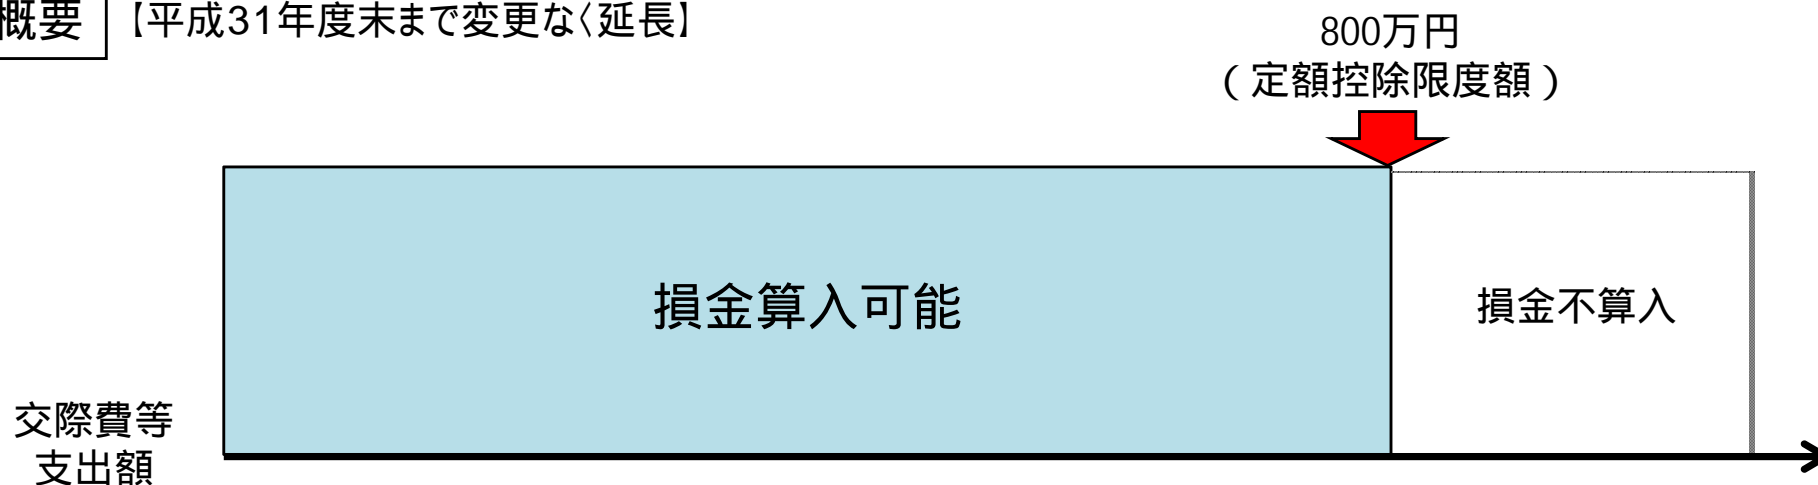 概要 【平成31年度末まで変更なく延長】
800万円
（定額控除限度額）
損金算入可能
損金不算入
交際費等
支出額